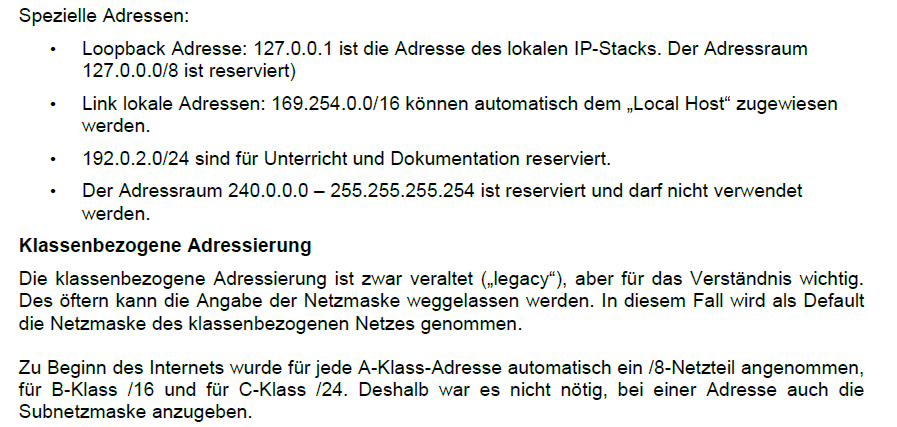 Spezielle Adressen:
• Loopback Adresse: 127.0.0.1 ist die Adresse des lokalen IP-Stacks. Der Adressraum
127.0.0.0/8 ist reserviert)
• Link lokale Adressen: 169.254.0.0/16 können automatisch dem „Local Host“ zugewiesen
werden.
• 192.0.2.0/24 sind für Unterricht und Dokumentation reserviert.
• Der Adressraum 240.0.0.0 – 255.255.255.254 ist reserviert und darf nicht verwendet
werden.
Klassenbezogene Adressierung
Die klassenbezogene Adressierung ist zwar veraltet („legacy“), aber für das Verständnis wichtig.
Des öftern kann die Angabe der Netzmaske weggelassen werden. In diesem Fall wird als Default
die Netzmaske des klassenbezogenen Netzes genommen.
Zu Beginn des Internets wurde für jede A-Klass-Adresse automatisch ein /8-Netzteil angenommen,
für B-Klass /16 und für C-Klass /24. Deshalb war es nicht nötig, bei einer Adresse auch die
Subnetzmaske anzugeben.